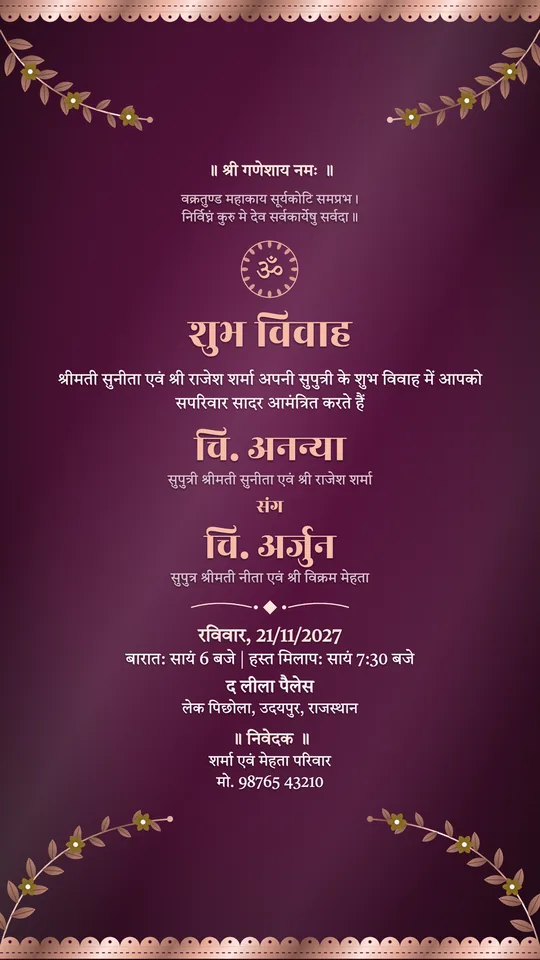 ॥ श्री गणेशाय नमः ॥
वक्रतुण्ड महाकाय सूर्यकोटि समप्रभ।
निर्विघ्नं कुरु मे देव सर्वकार्येषु सर्वदा॥
ॐ
शुभ विवाह
श्रीमती सुनीता एवं श्री राजेश शर्मा अपनी सुपुत्री के शुभ विवाह में आपको
सपरिवार सादर आमंत्रित करते हैं
चि. अनन्या
सुपुत्री श्रीमती सुनीता एवं श्री राजेश शर्मा
संग
चि. अर्जुन
सुपुत्र श्रीमती नीता एवं श्री विक्रम मेहता
रविवार, 21/11/2027
बारात: सायं 6 बजे | हस्त मिलाप: सायं 7:30 बजे
द लीला पैलेस
लेक पिछोला, उदयपुर, राजस्थान
॥ निवेदक ॥
शर्मा एवं मेहता परिवार
मो. 98765 43210